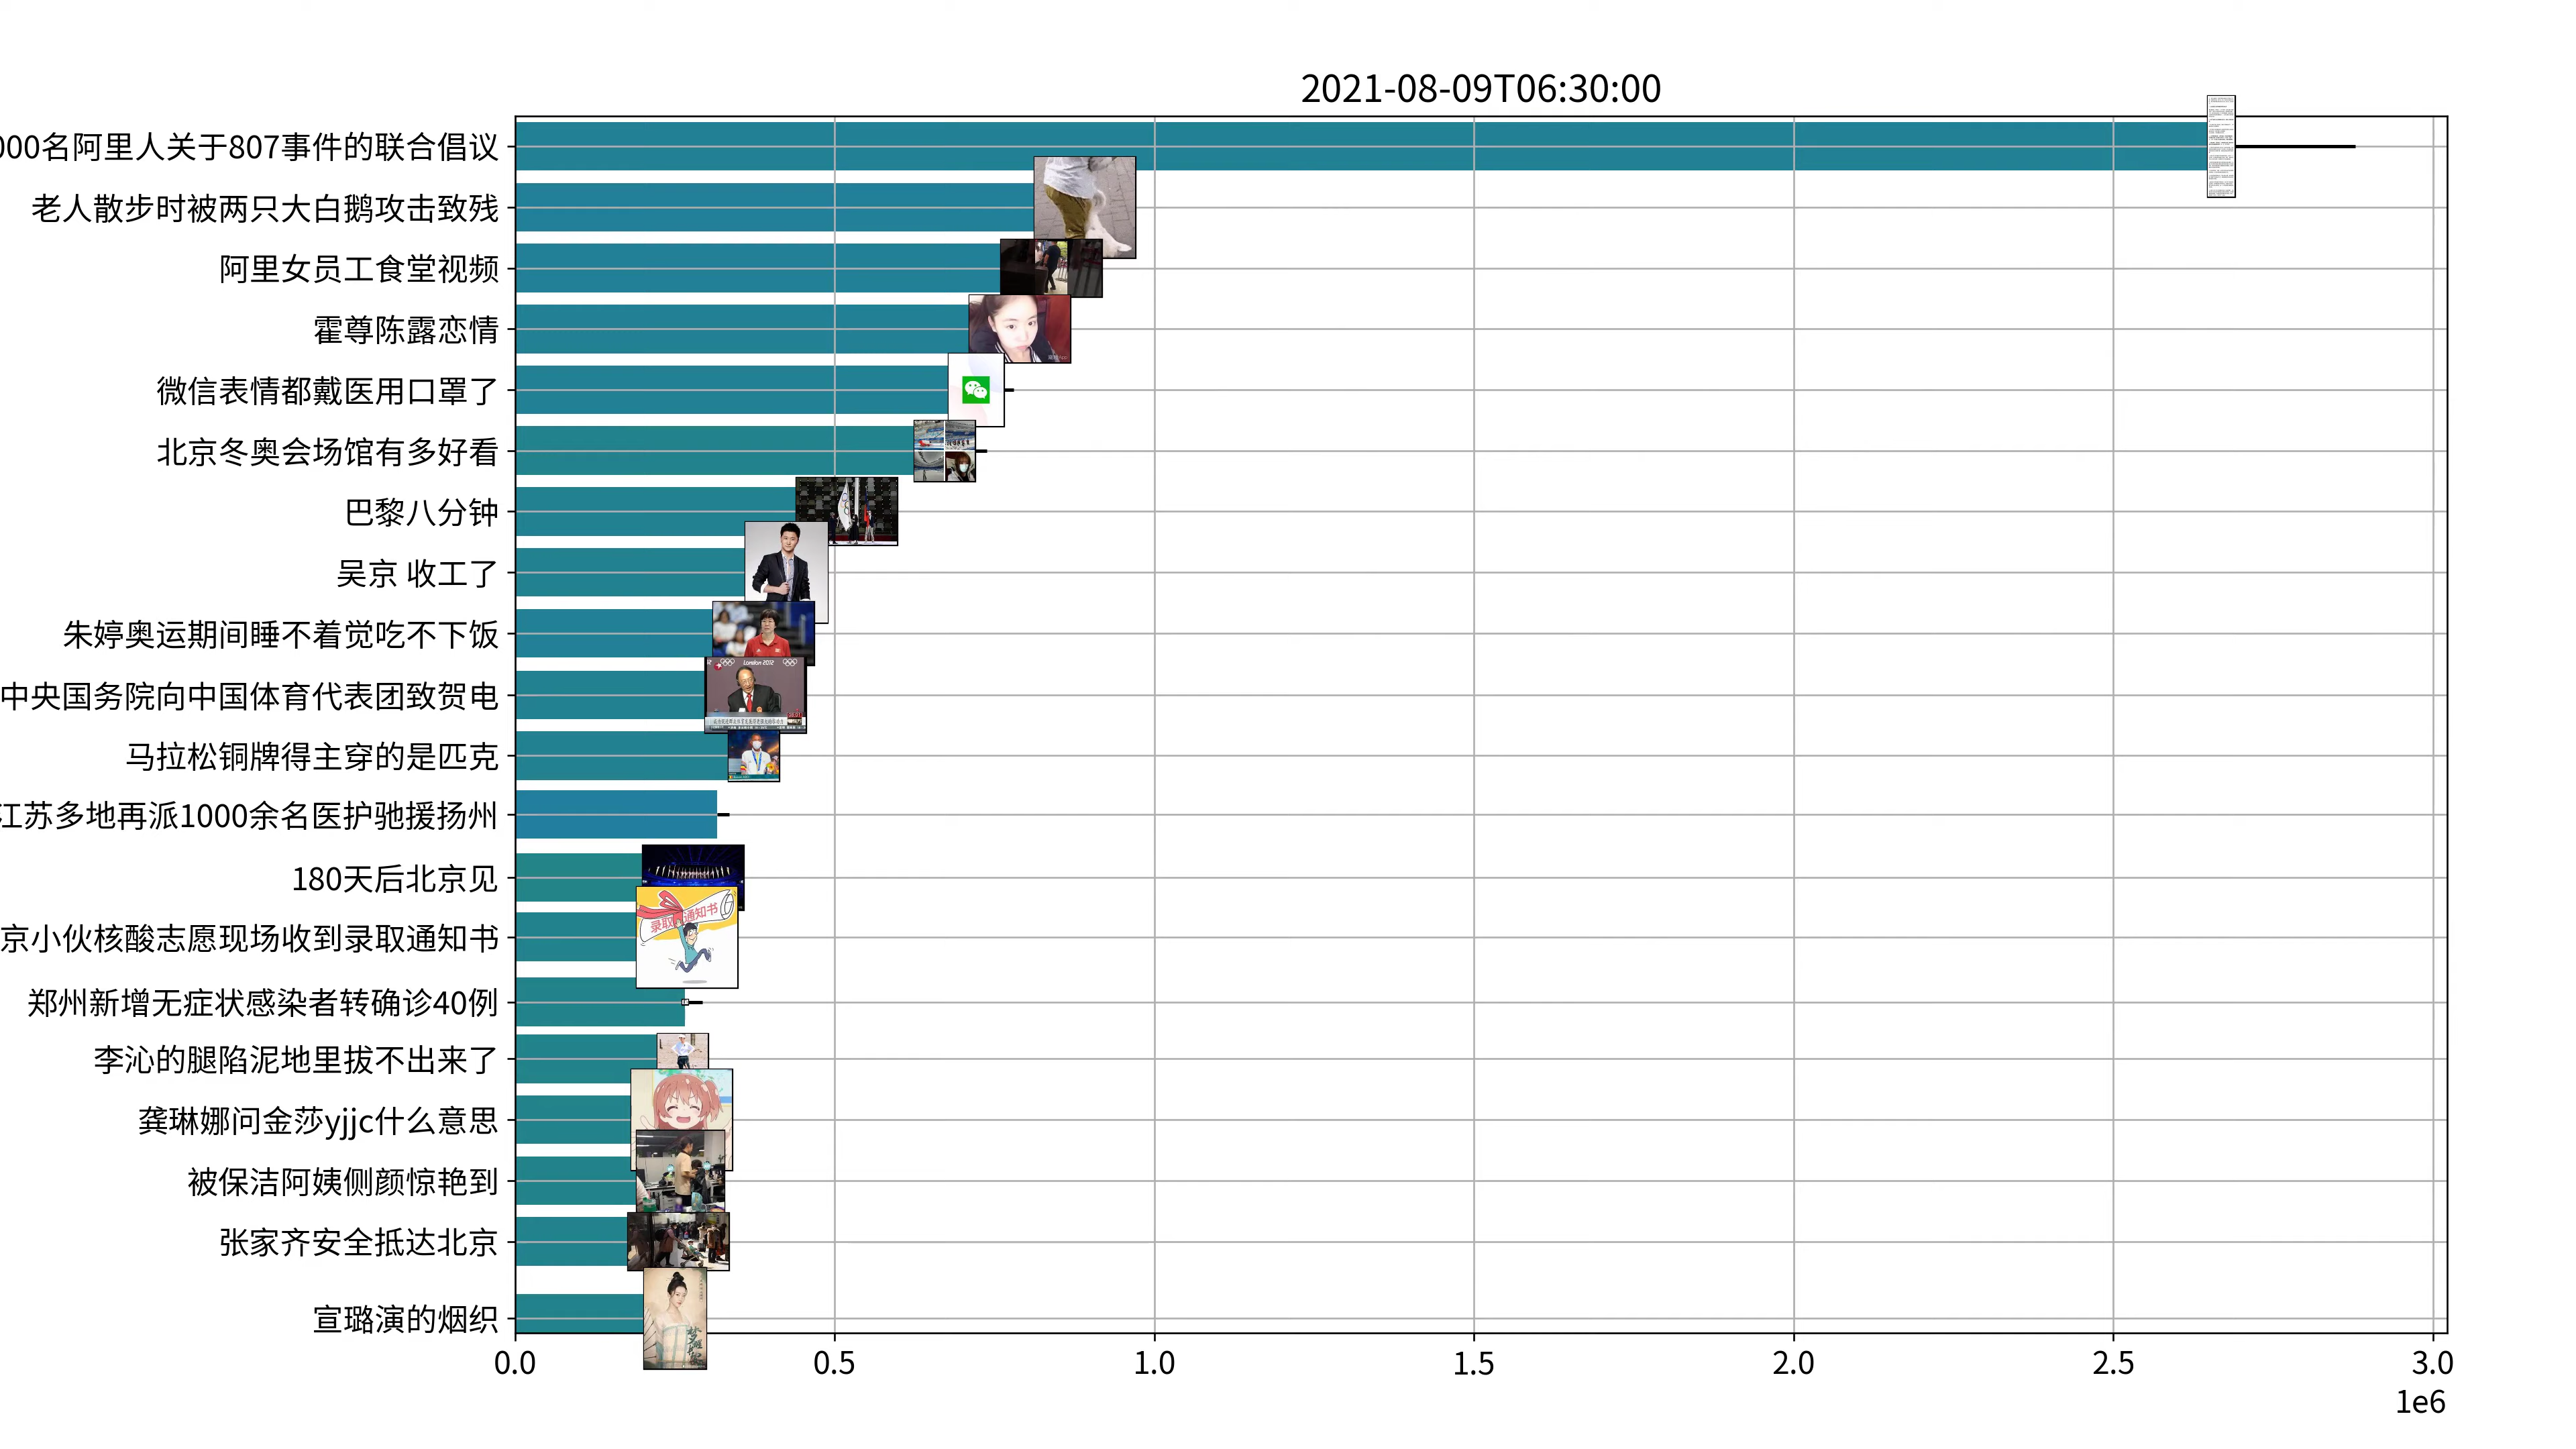 2021-08-09T06:30:00
000名阿里人关于807事件的联合倡议
老人散步时被两只大白鹅攻击致残
阿里女员工食堂视频
霍尊陈露恋情
微信表情都戴医用口罩了
北京冬奥会场馆有多好看
巴黎八分钟
吴京 收工了
朱婷奥运期间睡不着觉吃不下饭
中央国务院向中国体育代表团致贺电
London 2012
马拉松铜牌得主穿的是匹克
江苏多地再派1000余名医护驰援扬州
180天后北京见
录取通知书
京小伙核酸志愿现场收到录取通知书
郑州新增无症状感染者转确诊40例
李沁的腿陷泥地里拔不出来了
龚琳娜问金莎yjjc什么意思
被保洁阿姨侧颜惊艳到
张家齐安全抵达北京
宣璐演的烟织
0.0 0.5 1.0 1.5 2.0 2.5 3.0
1e6